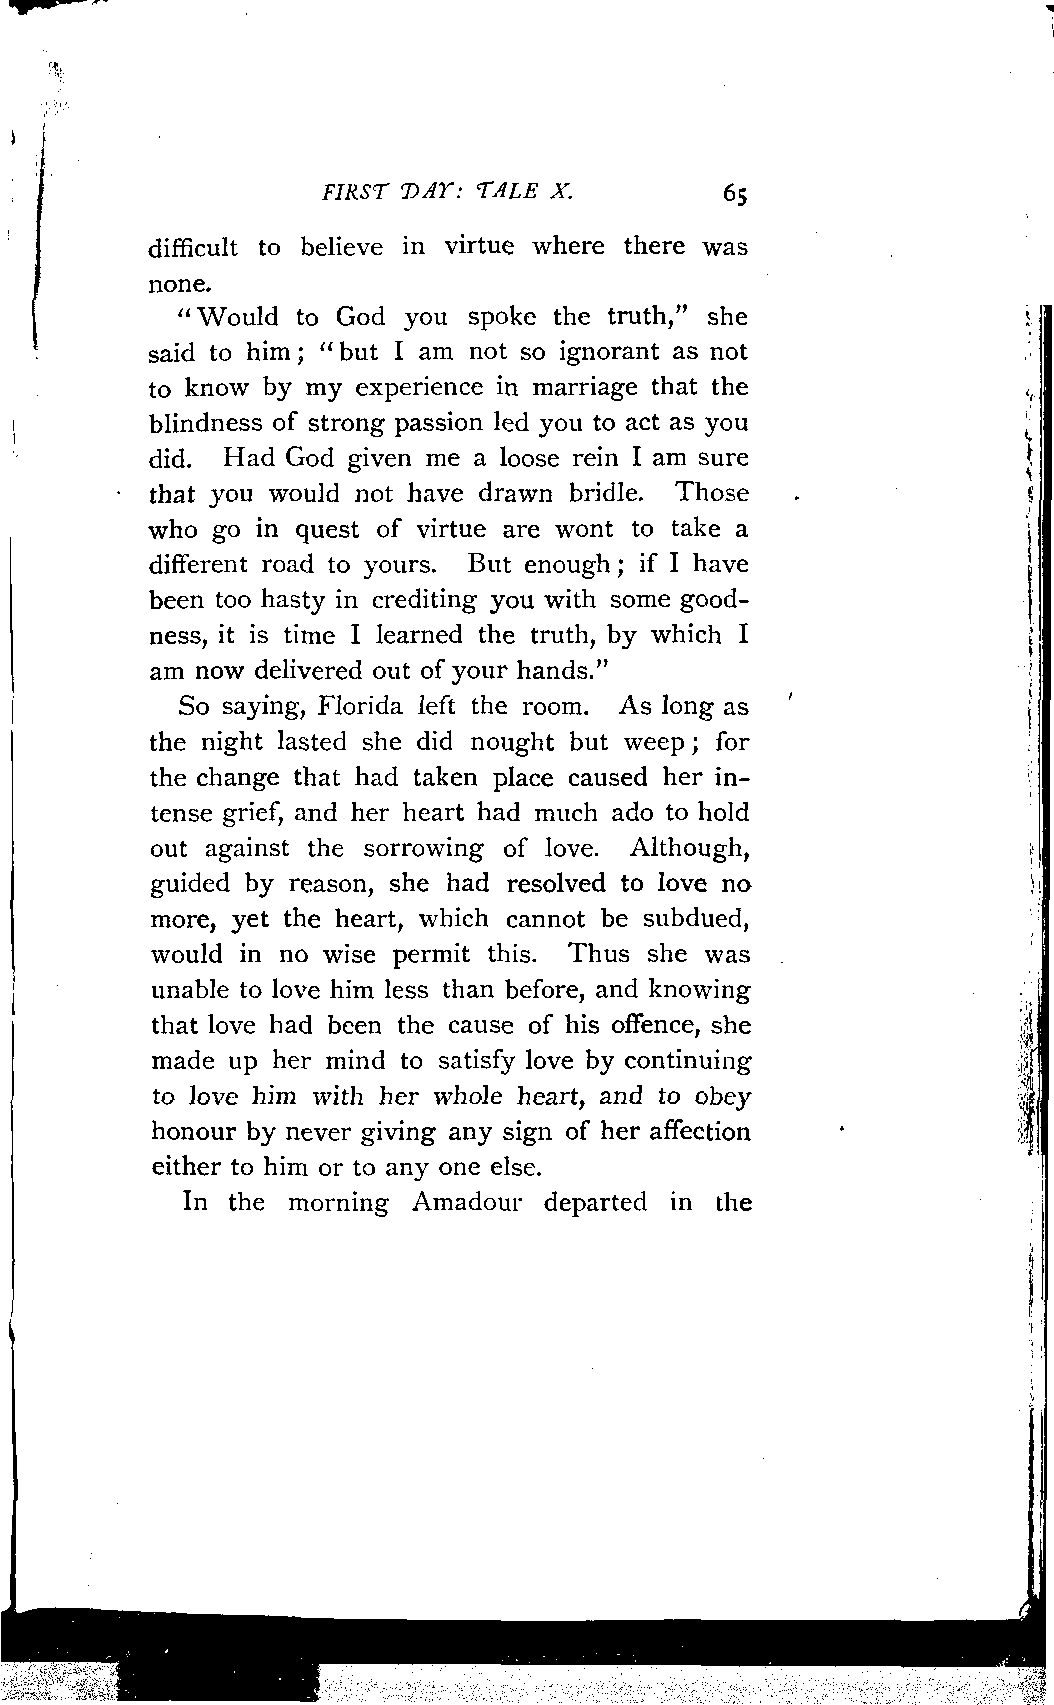 FIRST DAY: TALE X. 65
difficult to believe in virtue where there was
none.
"Would to God you spoke the truth," she
said to him; "but I am not so ignorant as not
to know by my experience in marriage that the
blindness of strong passion led you to act as you
did. Had God given me a loose rein I am sure
that you would not have drawn bridle. Those
who go in quest of virtue are wont to take a
different road to yours. But enough; if I have
been too hasty in crediting you with some good-
ness, it is time I learned the truth, by which I
am now delivered out of your hands."
So saying, Florida left the room. As long as
the night lasted she did nought but weep; for
the change that had taken place caused her in-
tense grief, and her heart had much ado to hold
out against the sorrowing of love. Although,
guided by reason, she had resolved to love no
more, yet the heart, which cannot be subdued,
would in no wise permit this. Thus she was
unable to love him less than before, and knowing
that love had been the cause of his offence, she
made up her mind to satisfy love by continuing
to love him with her whole heart, and to obey
honour by never giving any sign of her affection
either to him or to any one else.
In the morning Amadour departed in the